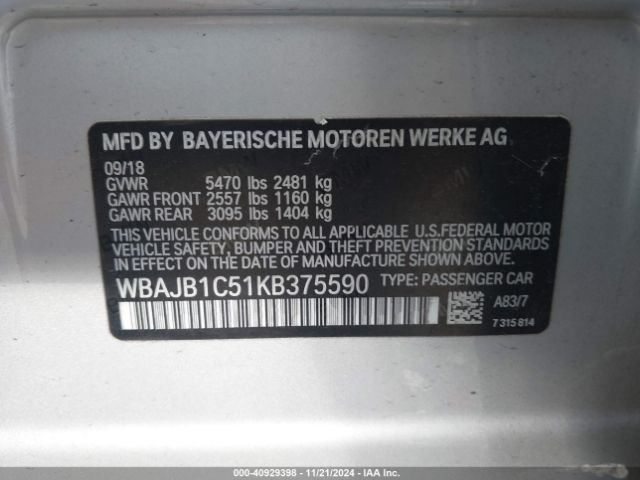 MFD BY BAYERISCHE MOTOREN WERKE AG
09/18
GVWR 5470 lbs 2481 kg
GAWR FRONT 2557 lbs 1160 kg
GAWR REAR 3095 lbs 1404 kg
THIS VEHICLE CONFORMS TO ALL APPLICABLE U.S.FEDERAL MOTOR
VEHICLE SAFETY, BUMPER AND THEFT PREVENTION STANDARDS
IN EFFECT ON THE DATE OF MANUFACTURE SHOWN ABOVE.
WBAJB1C51KB375590 TYPE: PASSENGER CAR
A83/7
7 315 814
000-40929398 - 11/21/2024 - IAA Inc.